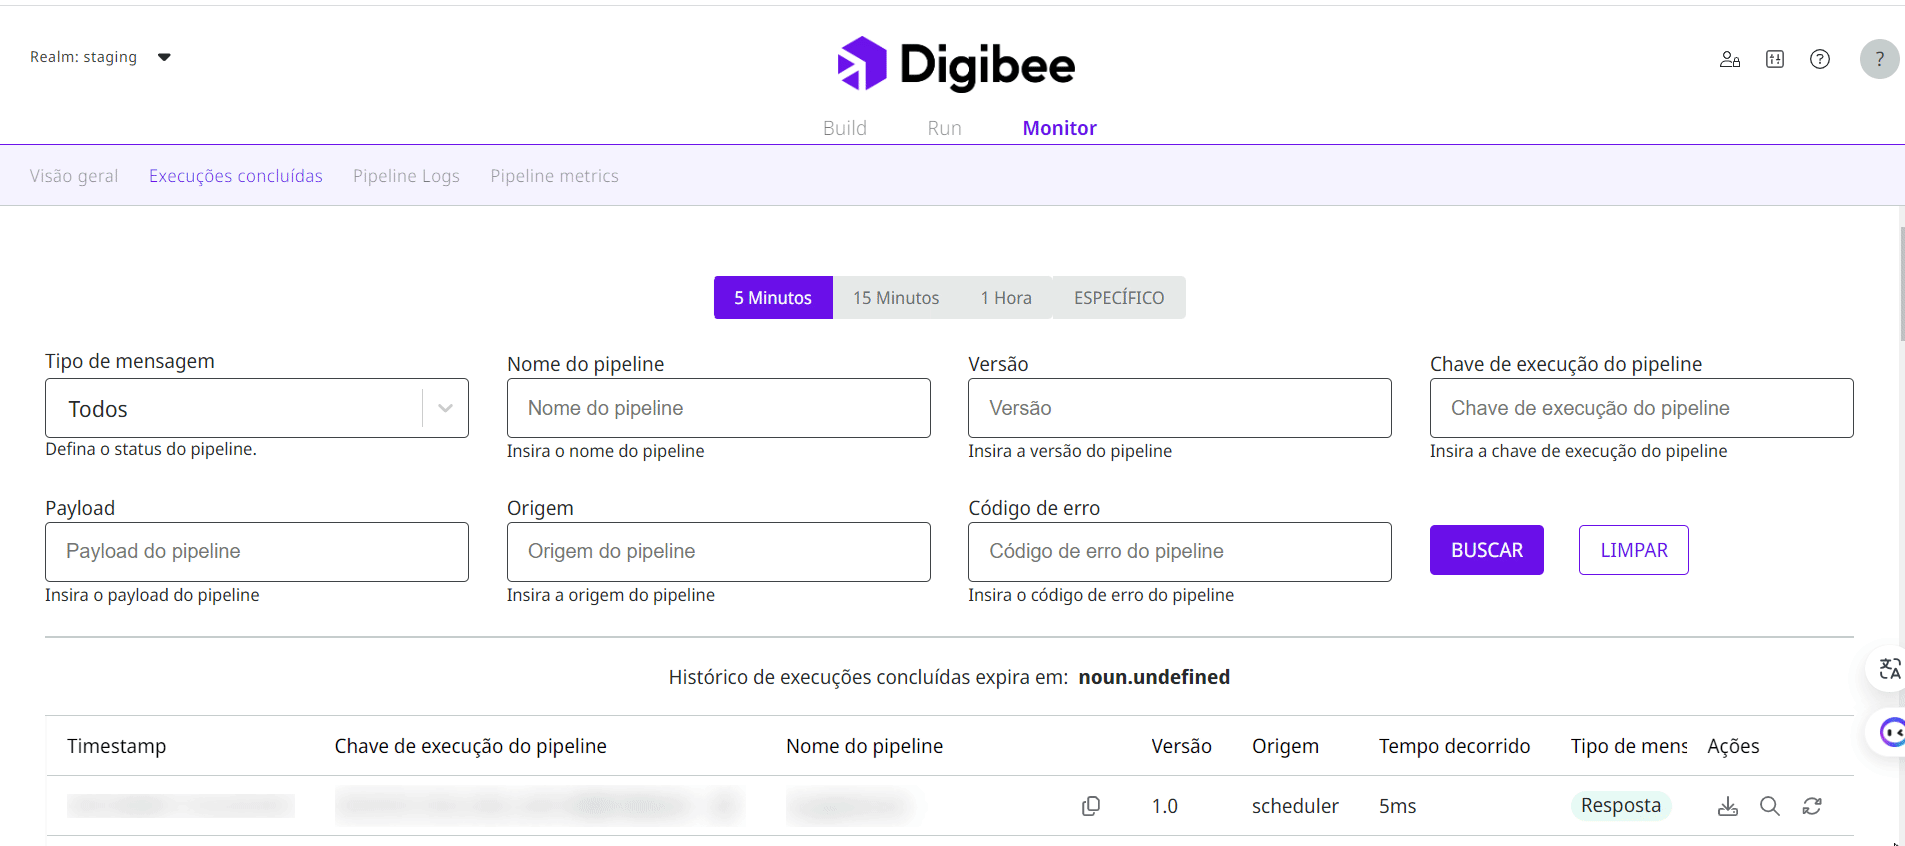 Realm: staging
Digibee
?
Build Run Monitor
Visão geral Execuções concluídas Pipeline Logs Pipeline metrics
5 Minutos 15 Minutos 1 Hora ESPECÍFICO
Tipo de mensagem Nome do pipeline Versão Chave de execução do pipeline
Todos Nome do pipeline Versão Chave de execução do pipeline
Defina o status do pipeline. Insira o nome do pipeline Insira a versão do pipeline Insira a chave de execução do pipeline
Payload Origem Código de erro
Payload do pipeline Origem do pipeline Código de erro do pipeline BUSCAR LIMPAR
Insira o payload do pipeline Insira a origem do pipeline Insira o código de erro do pipeline
Histórico de execuções concluídas expira em: noun.undefined
Timestamp Chave de execução do pipeline Nome do pipeline Versão Origem Tempo decorrido Tipo de mens Ações
1.0 scheduler 5ms Resposta